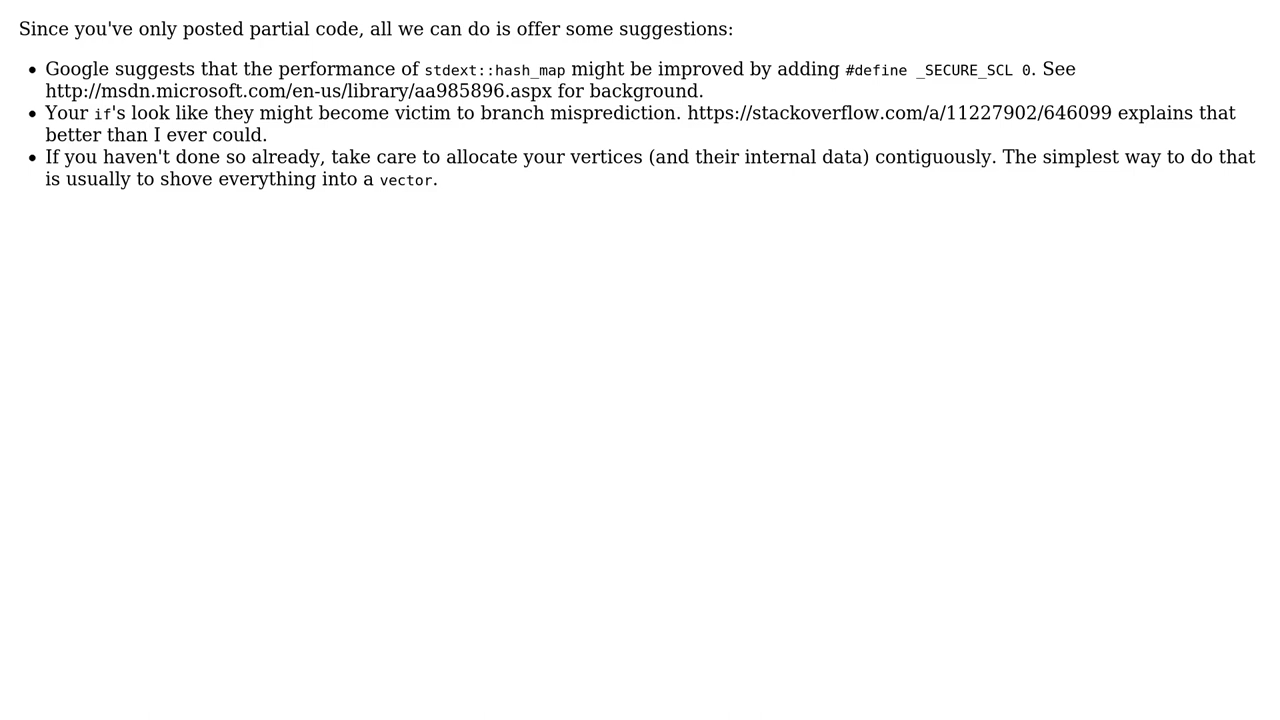 Since you've only posted partial code, all we can do is offer some suggestions:
• Google suggests that the performance of stdext::hash_map might be improved by adding #define _SECURE_SCL 0. See
http://msdn.microsoft.com/en-us/library/aa985896.aspx for background.
• Your if's look like they might become victim to branch misprediction. https://stackoverflow.com/a/11227902/646099 explains that
better than I ever could.
• If you haven't done so already, take care to allocate your vertices (and their internal data) contiguously. The simplest way to do that
is usually to shove everything into a vector.